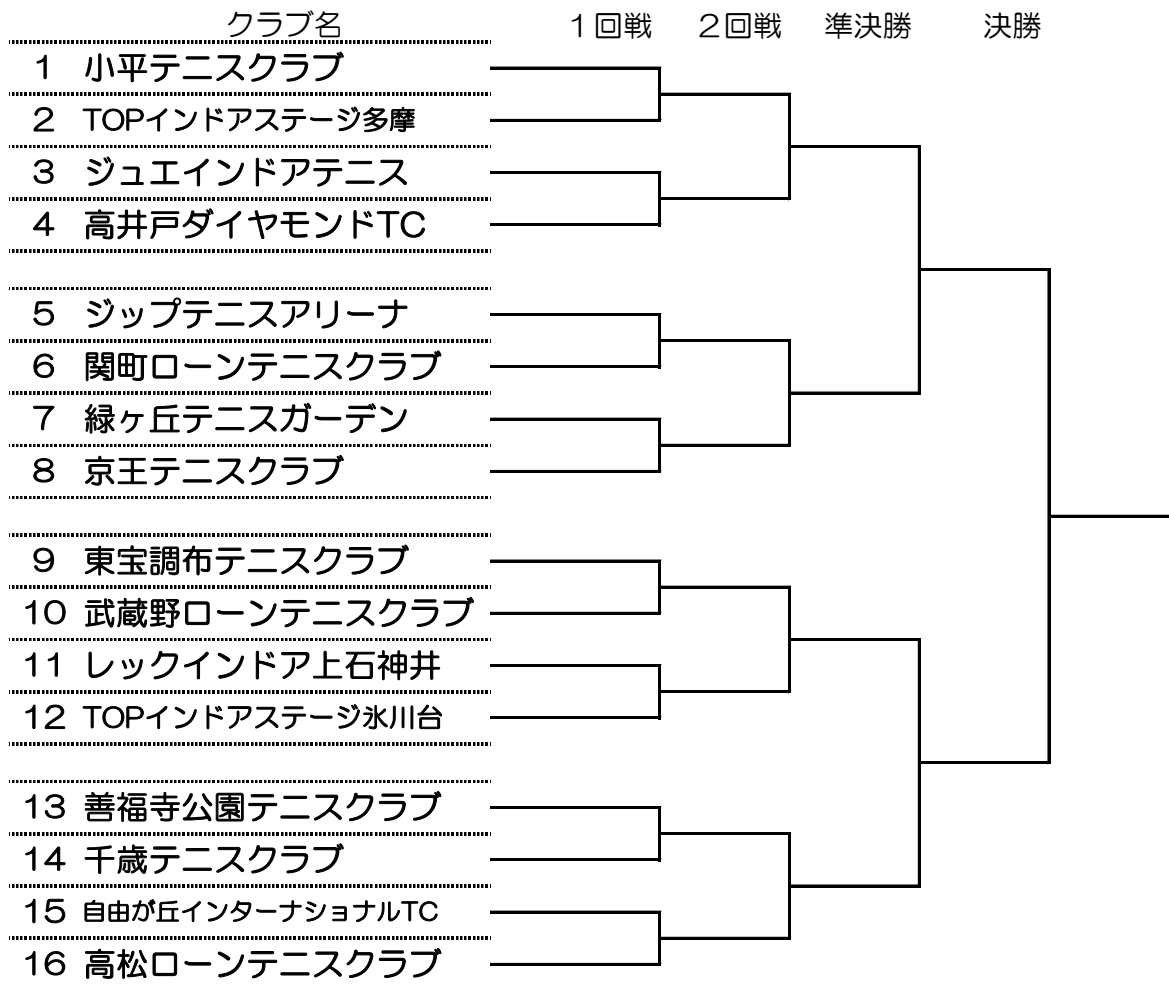 クラブ名 1回戦 2回戦 準決勝 決勝
1 小平テニスクラブ
2 TOPインドアステージ多摩
3 ジュエインドアテニス
4 高井戸ダイヤモンドTC
5 ジップテニスアリーナ
6 関町ローンテニスクラブ
7 緑ヶ丘テニスガーデン
8 京王テニスクラブ
9 東宝調布テニスクラブ
10 武蔵野ローンテニスクラブ
11 レックインドア上石神井
12 TOPインドアステージ氷川台
13 善福寺公園テニスクラブ
14 千歳テニスクラブ
15 自由が丘インターナショナルTC
16 高松ローンテニスクラブ